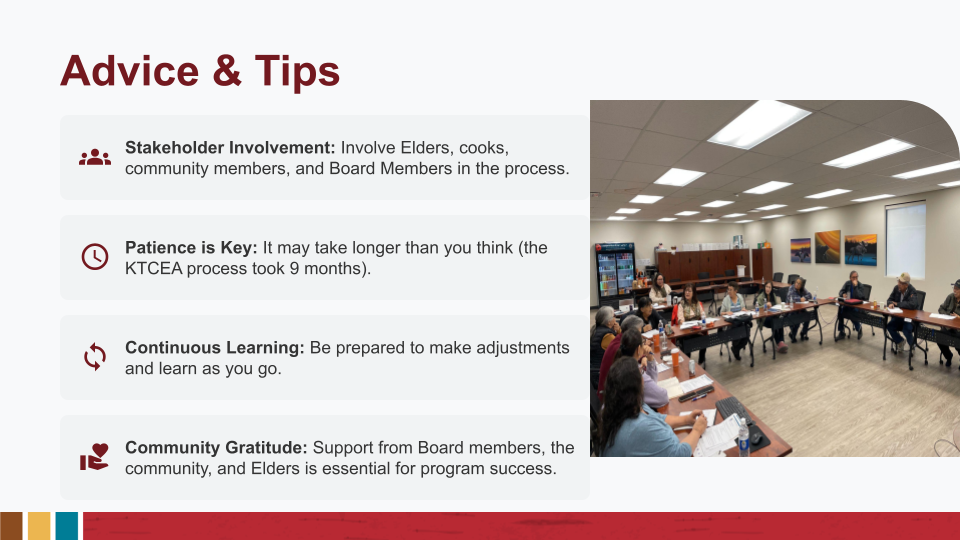 Advice & Tips
Stakeholder Involvement: Involve Elders, cooks,
community members, and Board Members in the process.
Patience is Key: It may take longer than you think (the
KTCEA process took 9 months).
Continuous Learning: Be prepared to make adjustments
and learn as you go.
Community Gratitude: Support from Board members, the
community, and Elders is essential for program success.